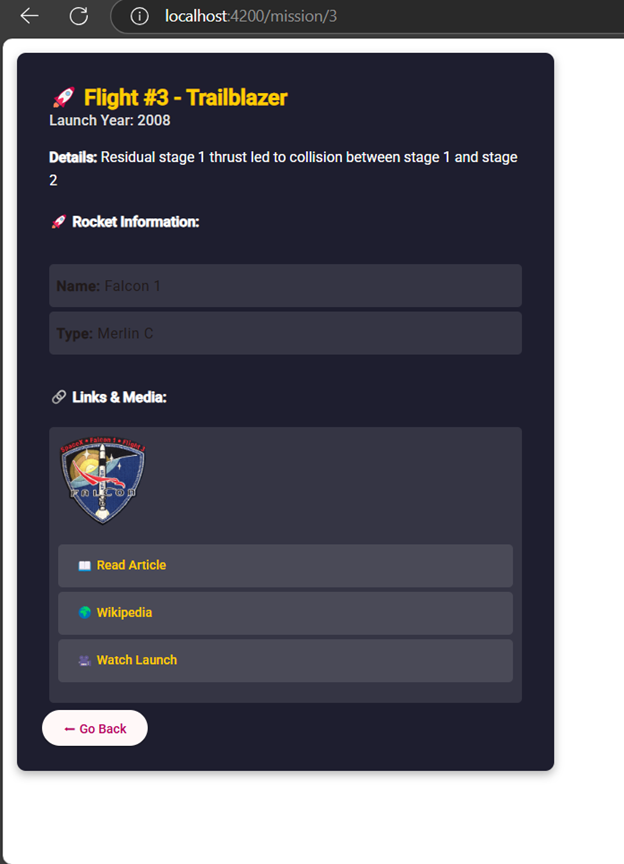 localhost:4200/mission/3
🚀 Flight #3 - Trailblazer
Launch Year: 2008
Details: Residual stage 1 thrust led to collision between stage 1 and stage
2
🚀 Rocket Information:
Name: Falcon 1
Type: Merlin C
🔗 Links & Media:
SpaceX • Falcon 1 • Flight 3
FALCON
📖 Read Article
🌍 Wikipedia
🎥 Watch Launch
← Go Back